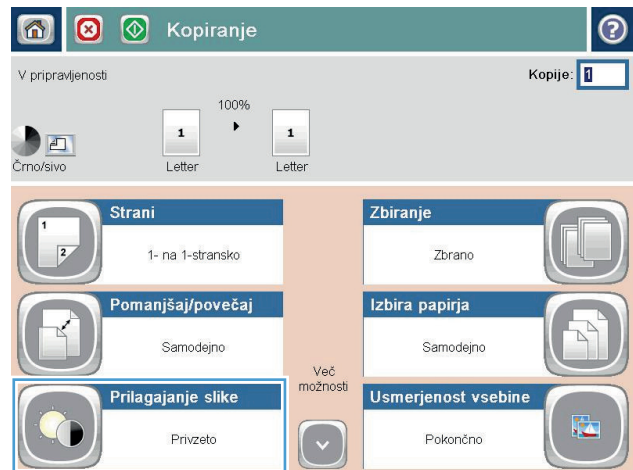 Kopiranje
V pripravljenosti
Kopije: 1
100%
1
1
Črno/sivo
Letter
Letter
Strani
1
2
1- na 1-stransko
Zbiranje
Zbrano
Pomanjšaj/povečaj
Samodejno
Izbira papirja
Samodejno
Več
možnosti
Prilagajanje slike
Privzeto
Usmerjenost vsebine
Pokončno